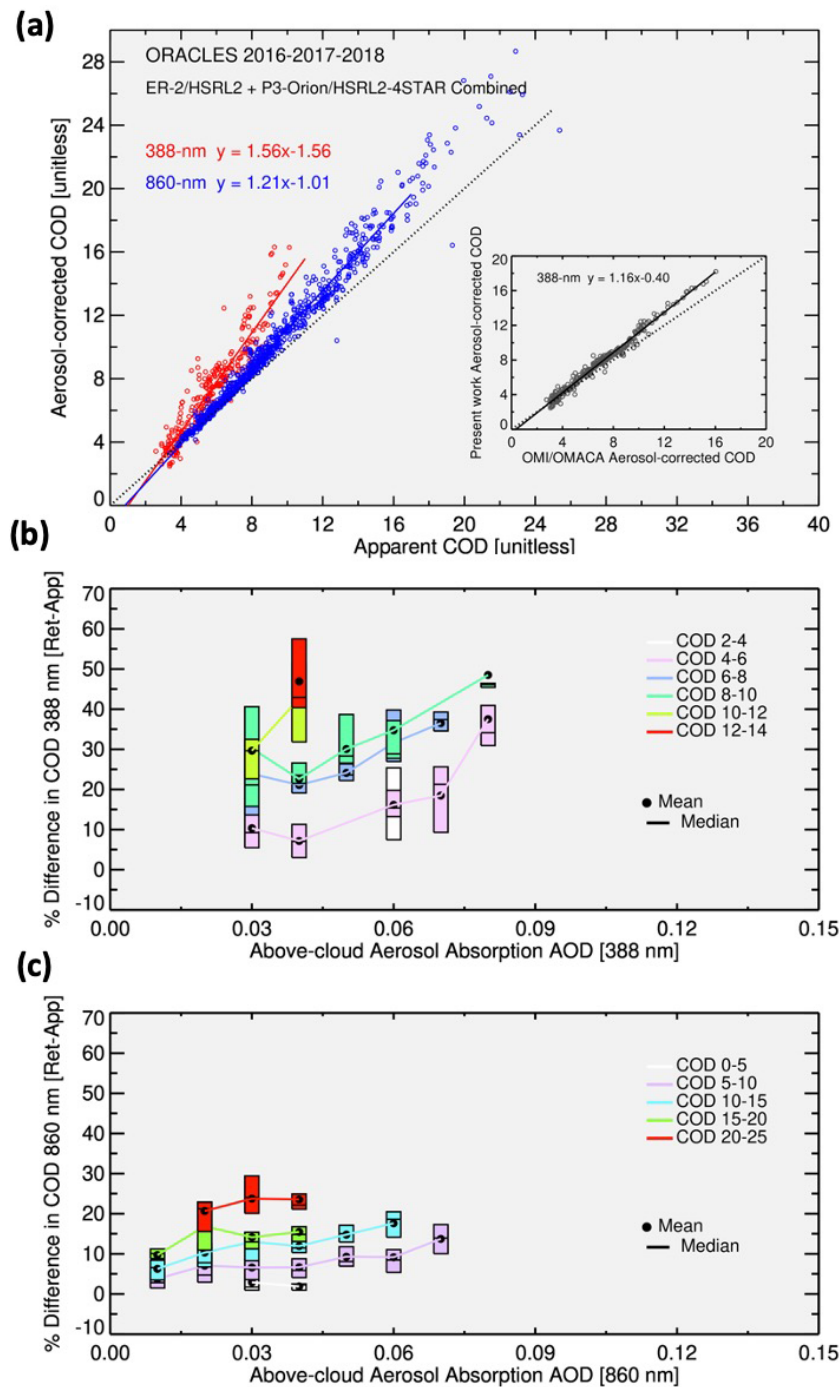 (a)
ORACLES 2016-2017-2018
ER-2/HSRL2 + P3-Orion/HSRL2-4STAR Combined
388-nm y = 1.56x-1.56
860-nm y = 1.21x-1.01
Aerosol-corrected COD [unitless]
28
24
20
16
12
8
4
0
0 4 8 12 16 20 24 28 32 36 40
Apparent COD [unitless]
388-nm y = 1.16x-0.40
Present work Aerosol-corrected COD
20
16
12
8
4
0
0 4 8 12 16 20
OMI/OMACA Aerosol-corrected COD
(b)
% Difference in COD 388 nm [Ret-App]
70
60
50
40
30
20
10
0
-10
COD 2-4
COD 4-6
COD 6-8
COD 8-10
COD 10-12
COD 12-14
Mean
Median
0.00 0.03 0.06 0.09 0.12 0.15
Above-cloud Aerosol Absorption AOD [388 nm]
(c)
% Difference in COD 860 nm [Ret-App]
70
60
50
40
30
20
10
0
-10
COD 0-5
COD 5-10
COD 10-15
COD 15-20
COD 20-25
Mean
Median
0.00 0.03 0.06 0.09 0.12 0.15
Above-cloud Aerosol Absorption AOD [860 nm]